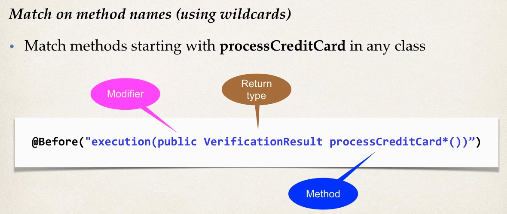 Match on method names (using wildcards)
• Match methods starting with processCreditCard in any class
Modifier
Return
type
@Before("execution(public VerificationResult processCreditCard*())”)
Method